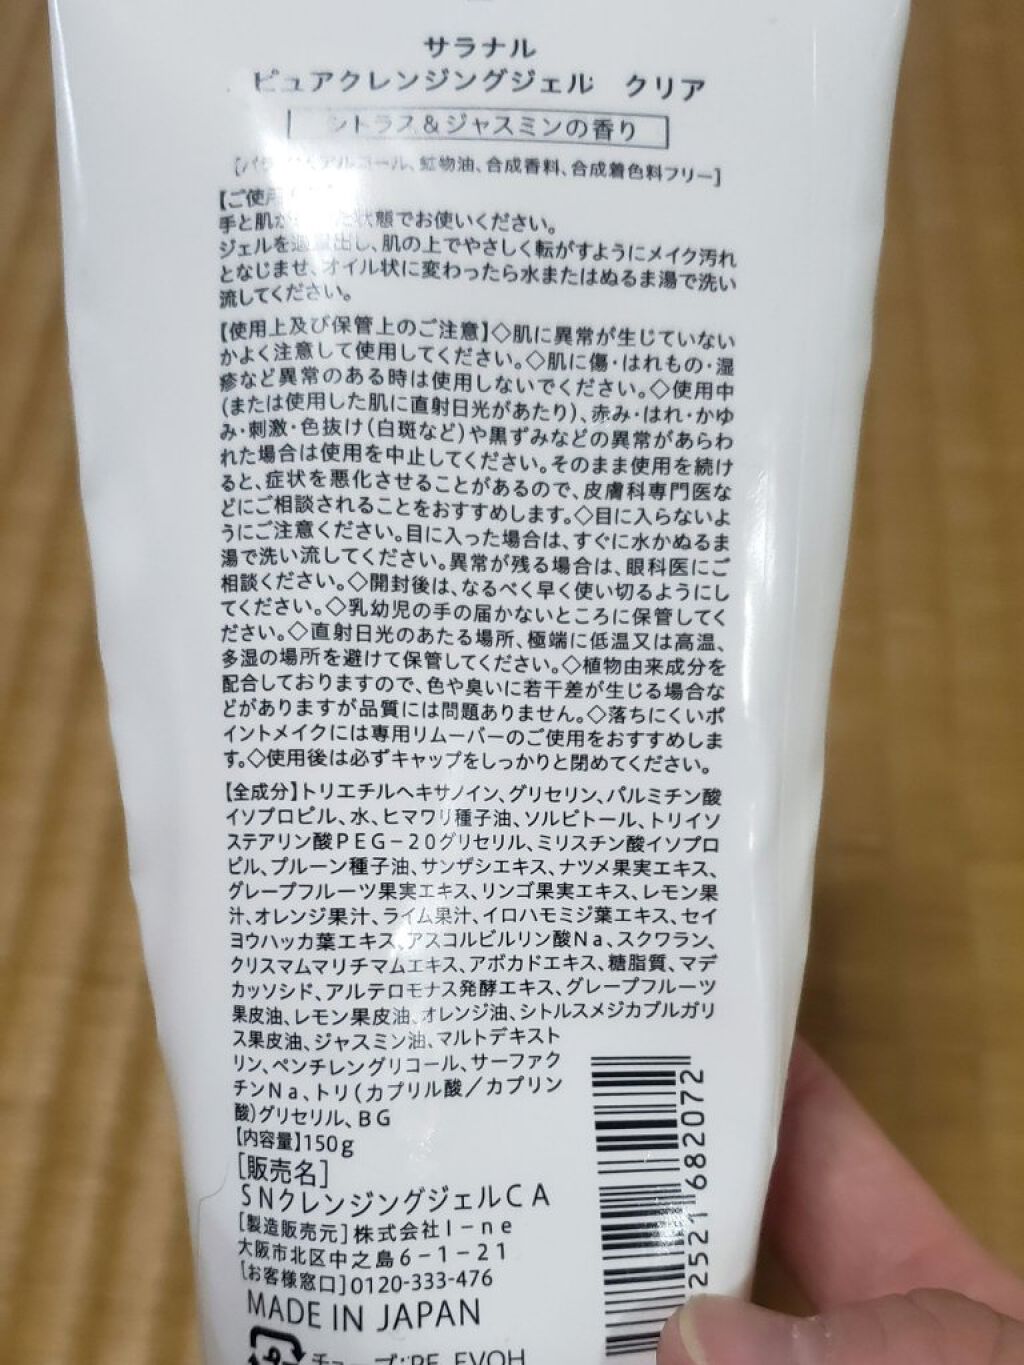 サラナル
ピュアクレンジングジェル クリア
シトラス&ジャスミンの香り
ール、鉱物油、合成香料、合成着色料フリー]
【ご使用
手と肌が 状態でお使いください。
ジェルを適量出し、肌の上でやさしく転がすようにメイク汚れ
となじませ、オイル状に変わったら水またはぬるま湯で洗い
流してください。
【使用上及び保管上のご注意】◇肌に異常が生じていない
かよく注意して使用してください。◇肌に傷・はれもの・湿
疹など異常のある時は使用しないでください。◇使用中
(または使用した肌に直射日光があたり)、赤み・はれ・かゆ
み・刺激・色抜け(白斑など)や黒ずみなどの異常があらわ
れた場合は使用を中止してください。そのまま使用を続け
ると、症状を悪化させることがあるので、皮膚科専門医な
どにご相談されることをおすすめします。◇目に入らないよ
うにご注意ください。目に入った場合は、すぐに水かぬるま
湯で洗い流してください。異常が残る場合は、眼科医にご
相談ください。◇開封後は、なるべく早く使い切るようにし
てください。◇乳幼児の手の届かないところに保管してく
ださい。◇直射日光のあたる場所、極端に低温又は高温、
多湿の場所を避けて保管してください。◇植物由来成分を
配合しておりますので、色や臭いに若干差が生じる場合な
どがありますが品質には問題ありません。◇落ちにくいポ
イントメイクには専用リムーバーのご使用をおすすめしま
す。◇使用後は必ずキャップをしっかりと閉めてください。
【全成分】トリエチルヘキサノイン、グリセリン、パルミチン酸
イソプロピル、水、ヒマワリ種子油、ソルビトール、トリイソ
ステアリン酸PEG-20グリセリル、ミリスチン酸イソプロ
ピル、プルーン種子油、サンザシエキス、ナツメ果実エキス、
グレープフルーツ果実エキス、リンゴ果実エキス、レモン果
汁、オレンジ果汁、ライム果汁、イロハモミジ葉エキス、セイ
ヨウハッカ葉エキス、アスコルビルリン酸Na、スクワラン、
クリスマムマリチマムエキス、アボカドエキス、糖脂質、マデ
カッソシド、アルテロモナス発酵エキス、グレープフルーツ
果皮油、レモン果皮油、オレンジ油、シトルスメジカブルガリ
ス果皮油、ジャスミン油、マルトデキスト
リン、ペンチレングリコール、サーファク
チンNa、トリ(カプリル酸/カプリン
酸)グリセリル、BG
【内容量】150g
[販売名]
SNクレンジングジェルCA
[製造販売元]株式会社I-ne
大阪市北区中之島6-1-21
[お客様窓口]0120-333-476
MADE IN JAPAN
チューブ:PE, EVOH
252168207​2